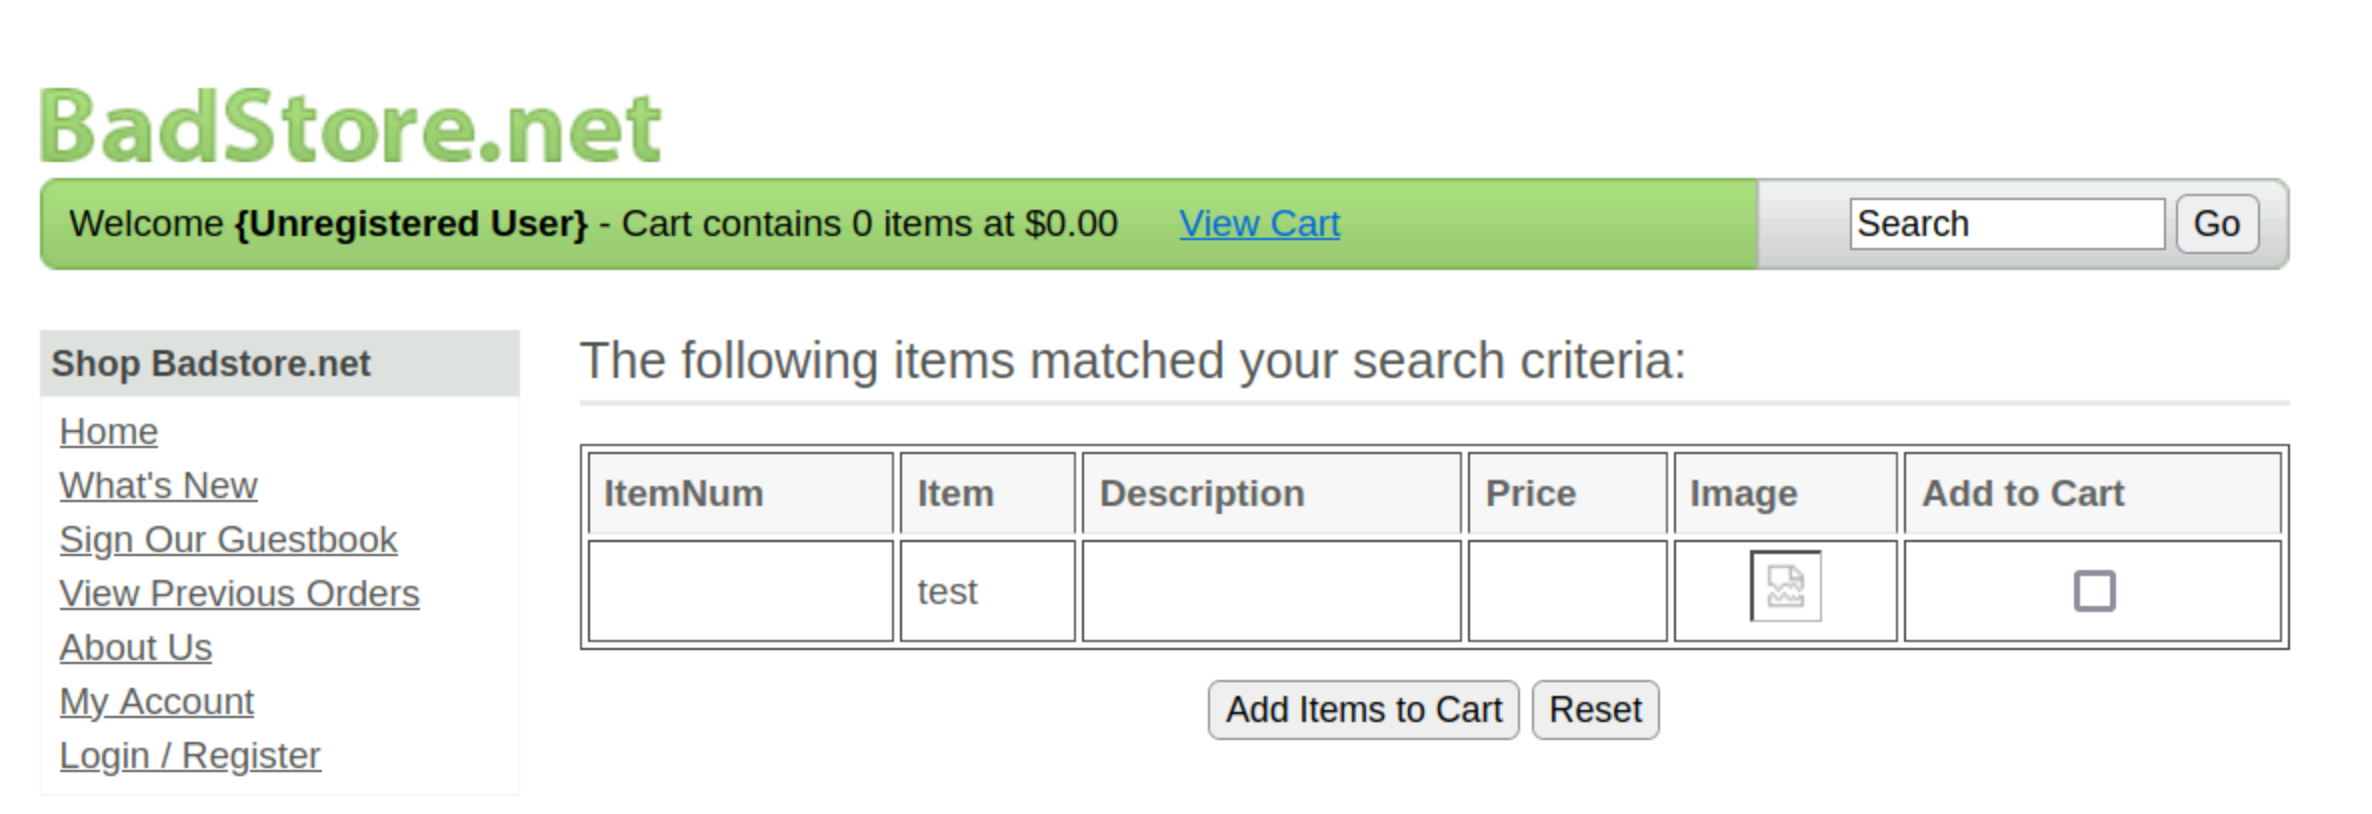 BadStore.net
Welcome {Unregistered User} - Cart contains 0 items at $0.00 View Cart Search Go
Shop Badstore.net
Home
What's New
Sign Our Guestbook
View Previous Orders
About Us
My Account
Login / Register
The following items matched your search criteria:
ItemNum Item Description Price Image Add to Cart
test
Add Items to Cart Reset